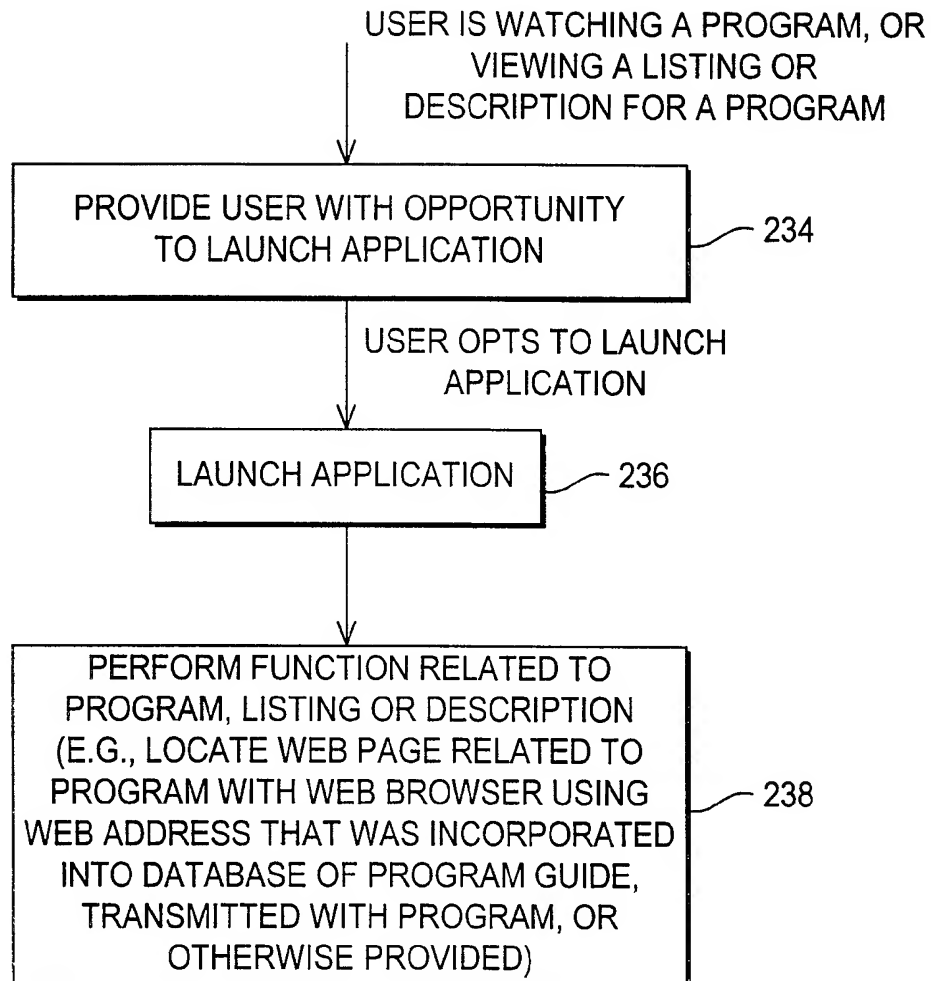 USER IS WATCHING A PROGRAM, OR
VIEWING A LISTING OR
DESCRIPTION FOR A PROGRAM
PROVIDE USER WITH OPPORTUNITY
TO LAUNCH APPLICATION
234
USER OPTS TO LAUNCH
APPLICATION
LAUNCH APPLICATION
236
PERFORM FUNCTION RELATED TO
PROGRAM, LISTING OR DESCRIPTION
(E.G., LOCATE WEB PAGE RELATED TO
PROGRAM WITH WEB BROWSER USING
WEB ADDRESS THAT WAS INCORPORATED
INTO DATABASE OF PROGRAM GUIDE,
TRANSMITTED WITH PROGRAM, OR
OTHERWISE PROVIDED)
238